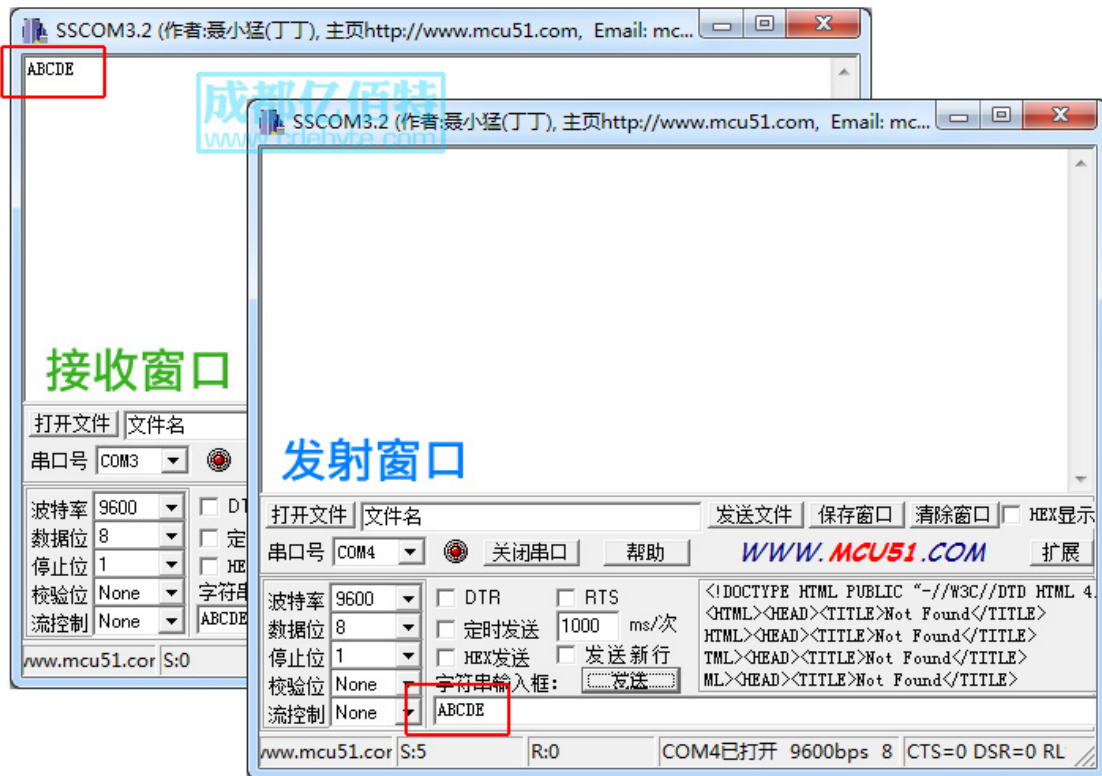 SSCOM3.2 (作者:聂小猛(丁丁), 主页http://www.mcu51.com, Email: mc...
ABCDE
成都亿佰特
www.cdebyte.com
接收窗口
打开文件 文件名
串口号 COM3
波特率 9600 DT
数据位 8 定
停止位 1 HE
校验位 None 字符串
流控制 None ABCDE
www.mcu51.cor S:0
SSCOM3.2 (作者:聂小猛(丁丁), 主页http://www.mcu51.com, Email: mc...
发射窗口
打开文件 文件名 发送文件 保存窗口 清除窗口 HEX显示
串口号 COM4 关闭串口 帮助 WWW.MCU51.COM 扩展
波特率 9600 DTR RTS
数据位 8 定时发送 1000 ms/次
停止位 1 HEX发送 发送新行
校验位 None 字符串输入框: 发送
流控制 None ABCDE
<!DOCTYPE HTML PUBLIC “-//W3C//DTD HTML 4.
<HTML><HEAD><TITLE>Not Found</TITLE>
HTML><HEAD><TITLE>Not Found</TITLE>
TML><HEAD><TITLE>Not Found</TITLE>
ML><HEAD><TITLE>Not Found</TITLE>
www.mcu51.cor S:5 R:0 COM4已打开 9600bps 8 CTS=0 DSR=0 RL